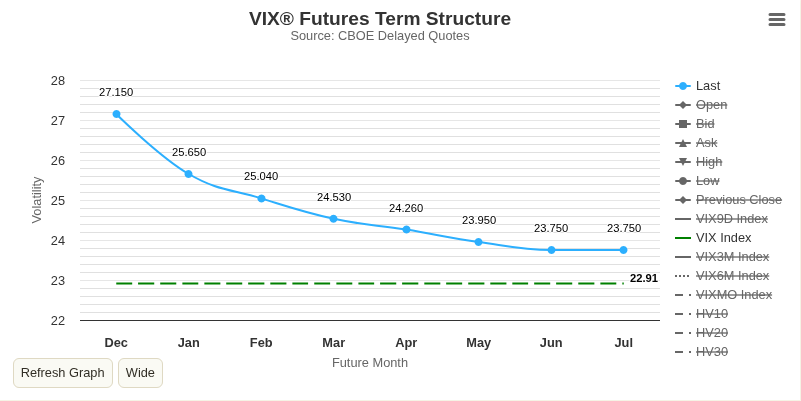 VIX® Futures Term Structure
Source: CBOE Delayed Quotes
28
27
26
25
24
23
22
Volatility
27.150
25.650
25.040
24.530
24.260
23.950
23.750
23.750
22.91
Dec Jan Feb Mar Apr May Jun Jul
Future Month
Last
Open
Bid
Ask
High
Low
Previous Close
VIX9D Index
VIX Index
VIX3M Index
VIX6M Index
VIXMO Index
HV10
HV20
HV30
Refresh Graph Wide